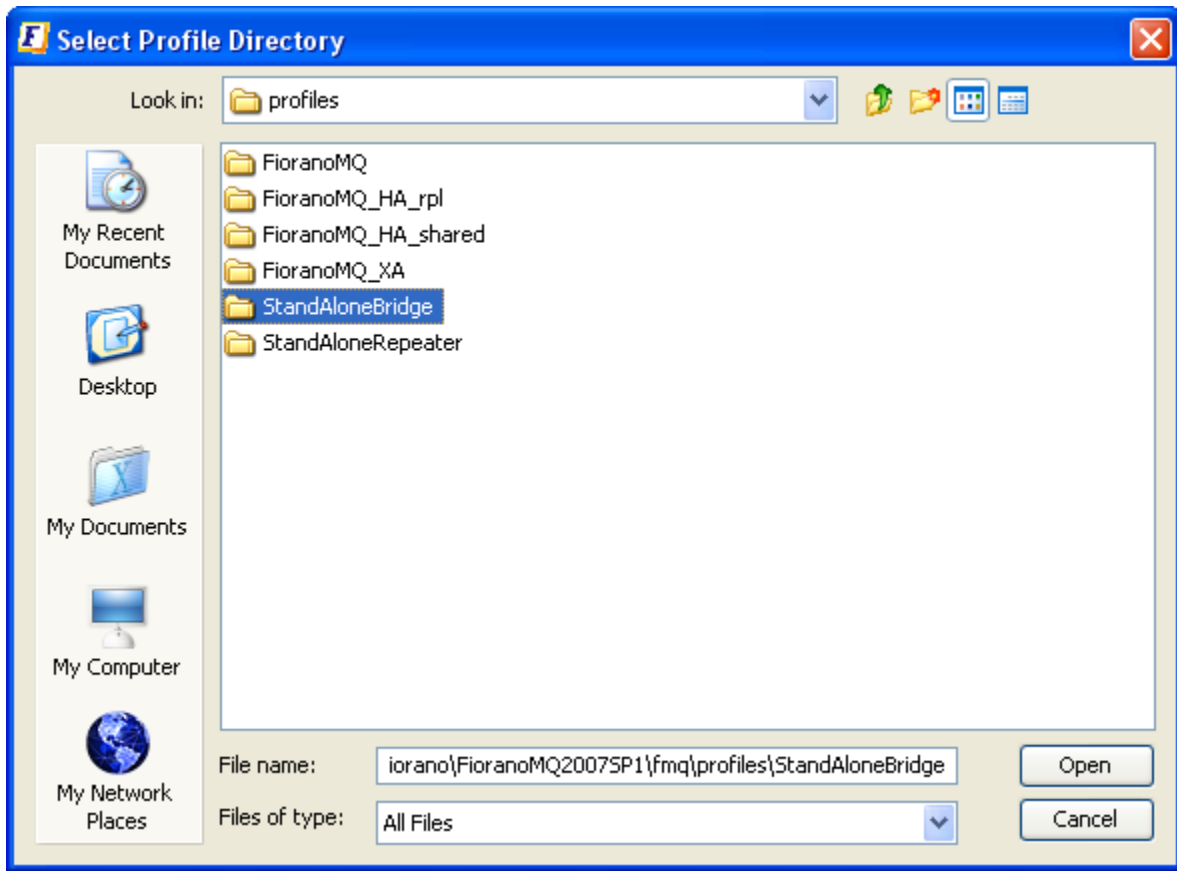 Select Profile Directory
Look in:
profiles
FioranoMQ
FioranoMQ_HA_rpl
FioranoMQ_HA_shared
FioranoMQ_XA
StandAloneBridge
StandAloneRepeater
My Recent
Documents
Desktop
My Documents
My Computer
My Network
Places
File name:
iorano\FioranoMQ2007SP1\fmq\profiles\StandAloneBridge
Open
Files of type:
All Files
Cancel